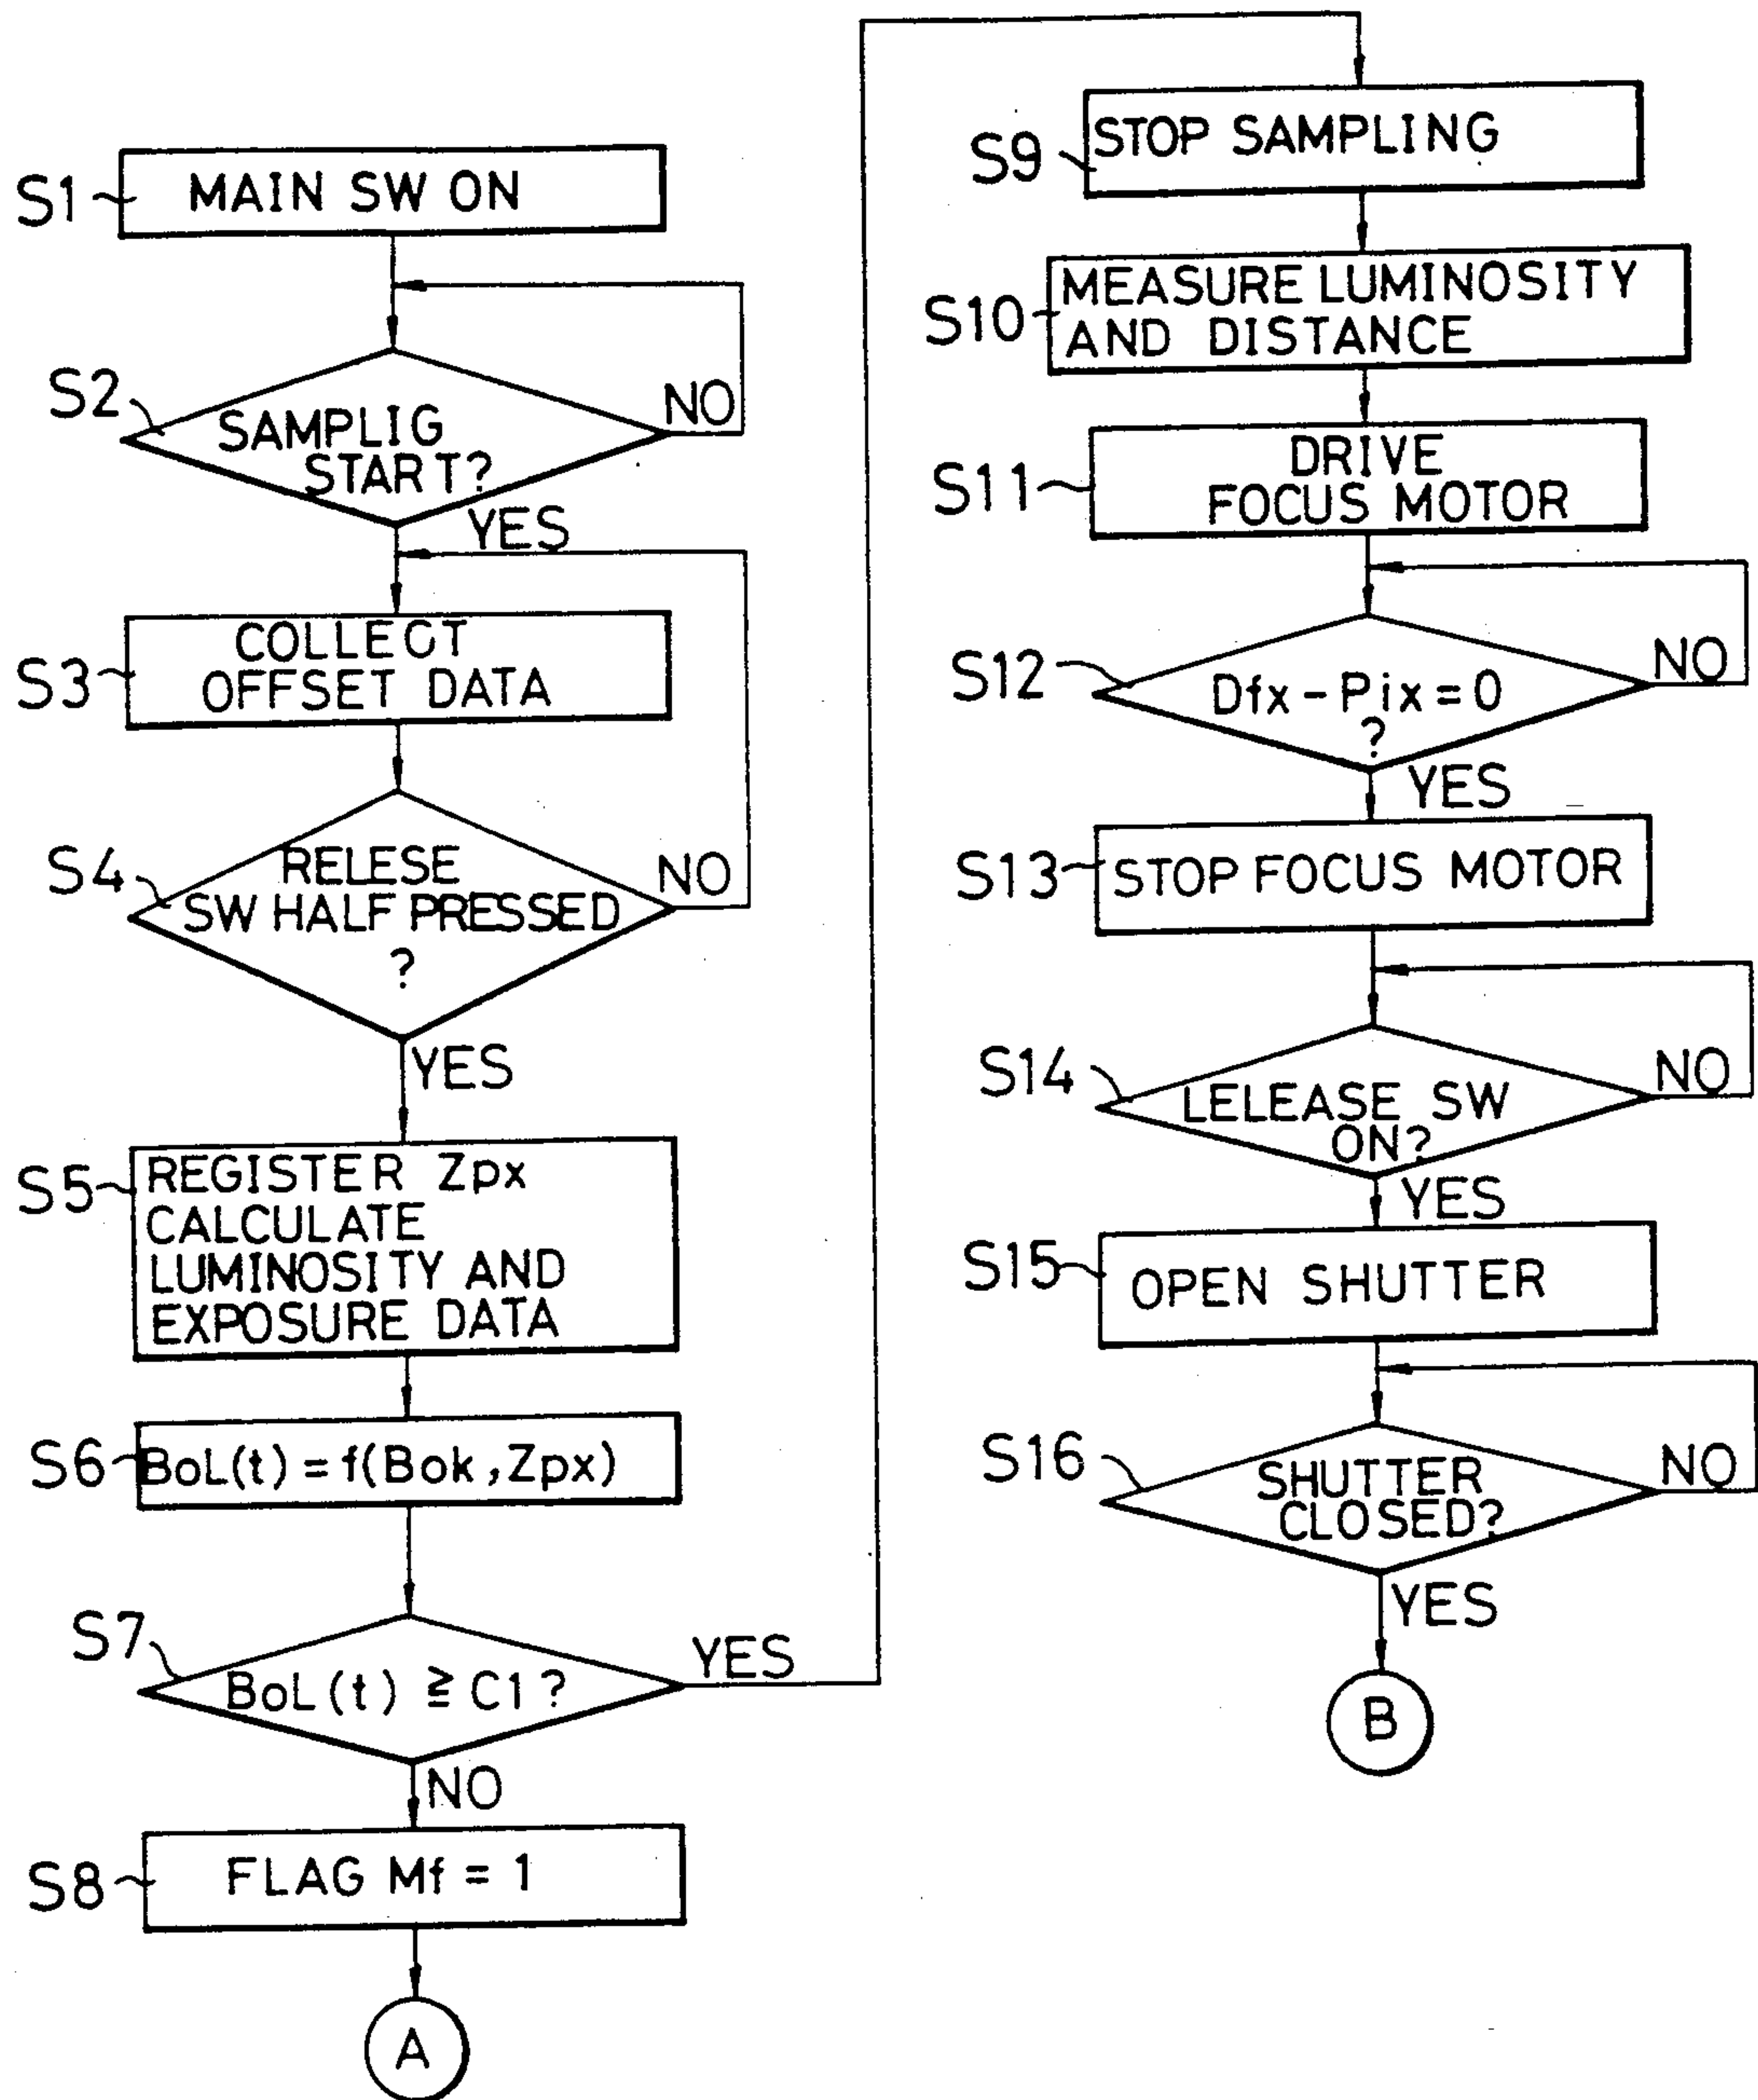 S1
MAIN SW ON
S2
SAMPLIG
START?
NO
YES
S3
COLLECT
OFFSET DATA
S4
RELESE
SW HALF PRESSED
?
NO
YES
S5
REGISTER Zpx
CALCULATE
LUMINOSITY AND
EXPOSURE DATA
S6
BoL(t) = f(Bok, Zpx)
S7
BoL(t) ≧ C1?
YES
NO
S8
FLAG Mf = 1
A
S9
STOP SAMPLING
S10
MEASURE LUMINOSITY
AND DISTANCE
S11
DRIVE
FOCUS MOTOR
S12
Dfx - Pix = 0
?
NO
YES
S13
STOP FOCUS MOTOR
S14
LELEASE SW
ON?
NO
YES
S15
OPEN SHUTTER
S16
SHUTTER
CLOSED?
NO
YES
B